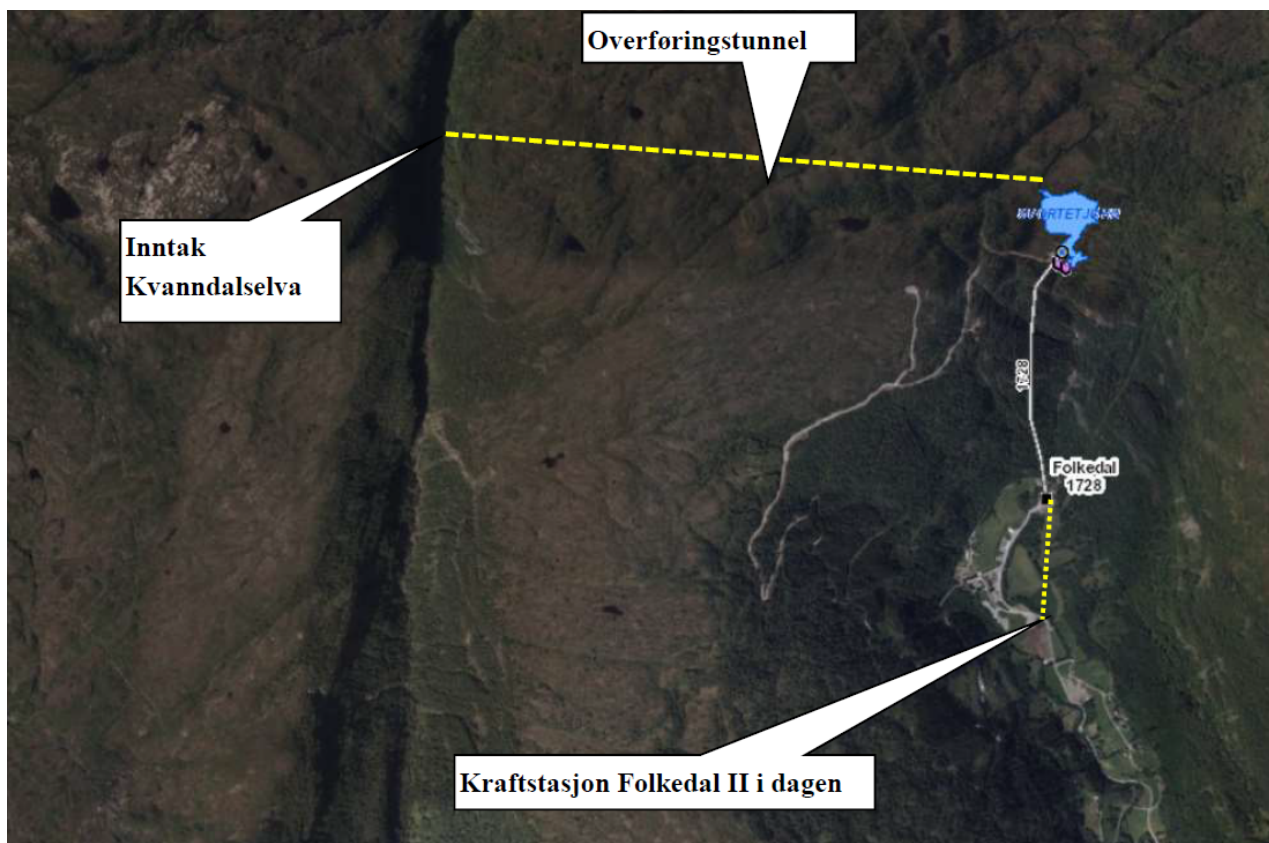 Overføringstunnel
Inntak
Kvanndalselva
1728
Folkedal
1728
Kraftstasjon Folkedal II i dagen